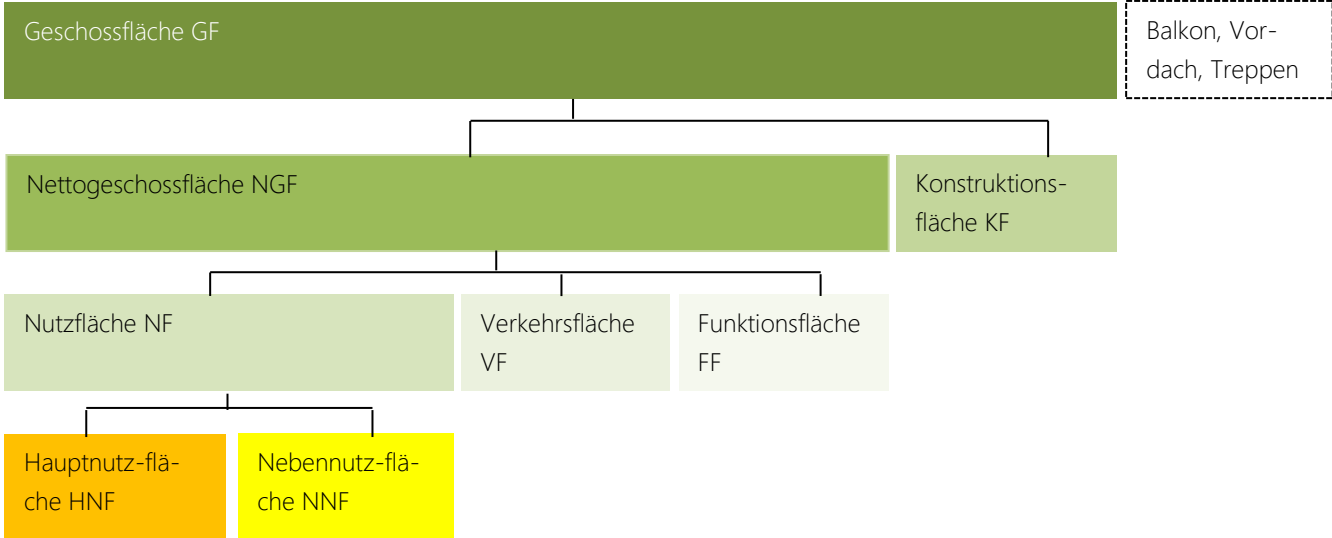 Geschossfläche GF
Balkon, Vor-
dach, Treppen
Nettogeschossfläche NGF
Konstruktions-
fläche KF
Nutzfläche NF
Verkehrsfläche
VF
Funktionsfläche
FF
Hauptnutz-flä-
che HNF
Nebennutz-flä-
che NNF